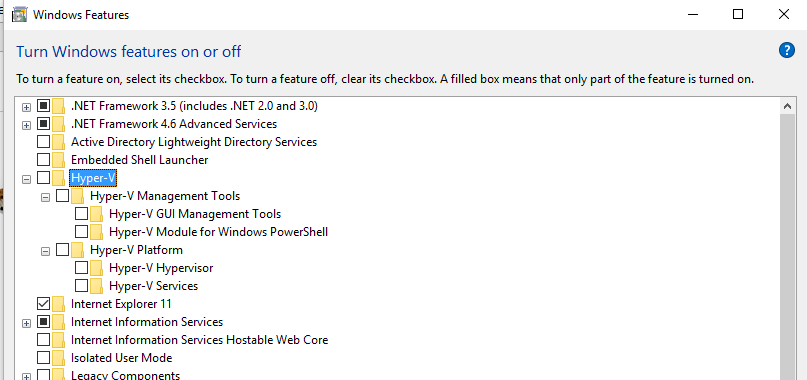 Windows Features
Turn Windows features on or off
?
To turn a feature on, select its checkbox. To turn a feature off, clear its checkbox. A filled box means that only part of the feature is turned on.
.NET Framework 3.5 (includes .NET 2.0 and 3.0)
.NET Framework 4.6 Advanced Services
Active Directory Lightweight Directory Services
Embedded Shell Launcher
Hyper-V
Hyper-V Management Tools
Hyper-V GUI Management Tools
Hyper-V Module for Windows PowerShell
Hyper-V Platform
Hyper-V Hypervisor
Hyper-V Services
Internet Explorer 11
Internet Information Services
Internet Information Services Hostable Web Core
Isolated User Mode
Legacy Components